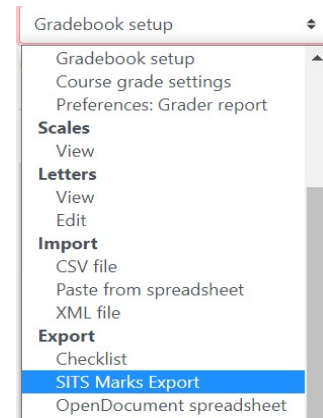 Gradebook setup
Gradebook setup
Course grade settings
Preferences: Grader report
Scales
View
Letters
View
Edit
Import
CSV file
Paste from spreadsheet
XML file
Export
Checklist
SITS Marks Export
OpenDocument spreadsheet